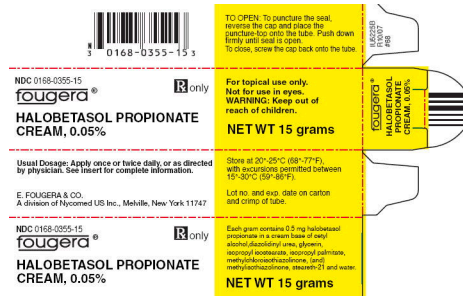 N
3 0168-0355-15 3
TO OPEN: To puncture the seal,
reverse the cap and place the
puncture-top onto the tube. Push down
firmly until seal is open.
To close, screw the cap back onto the tube.
IU6225B
R10/07
#68
NDC 0168-0355-15
fougera®
Rx only
HALOBETASOL PROPIONATE
CREAM, 0.05%
For topical use only.
Not for use in eyes.
WARNING: Keep out of
reach of children.
NET WT 15 grams
fougera®
HALOBETASOL
PROPIONATE
CREAM, 0.05%
Usual Dosage: Apply once or twice daily, or as directed
by physician. See insert for complete information.
E. FOUGERA & CO.
A division of Nycomed US Inc., Melville, New York 11747
Store at 20°-25°C (68°-77°F),
with excursions permitted between
15°-30°C (59°-86°F).
Lot no. and exp. date on carton
and crimp of tube.
NDC 0168-0355-15
fougera®
Rx only
HALOBETASOL PROPIONATE
CREAM, 0.05%
Each gram contains 0.5 mg halobetasol
propionate in a cream base of cetyl
alcohol,diazolidinyl urea, glycerin,
isopropyl isostearate, isopropyl palmitate,
methylchloroisothiazolinone, (and)
methylisothiazolinone, steareth-21 and water.
NET WT 15 grams